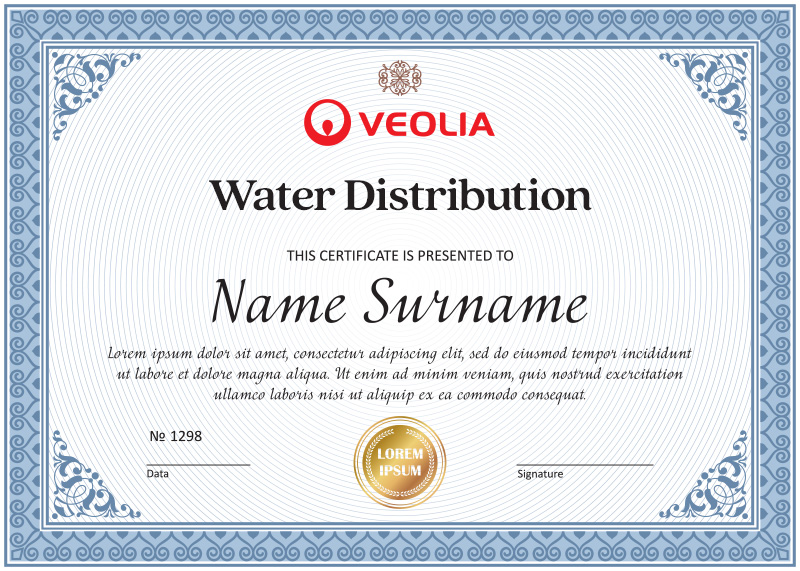 VEOLIA
Water Distribution
THIS CERTIFICATE IS PRESENTED TO
Name Surname
Lorem ipsum dolor sit amet, consectetur adipiscing elit, sed do eiusmod tempor incididunt
ut labore et dolore magna aliqua. Ut enim ad minim veniam, quis nostrud exercitation
ullamco laboris nisi ut aliquip ex ea commodo consequat.
№ 1298
Data
LOREM
IPSUM
Signature